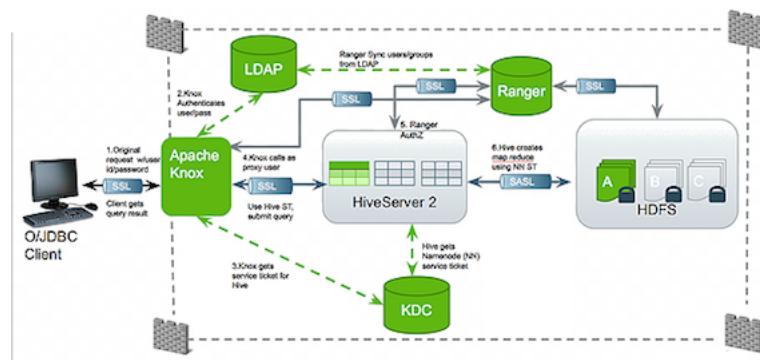 LDAP
Ranger Sync users/groups
from LDAP
SSL
Ranger
SSL
SSL
SSL
2.Knox
Authenticates
user/pass
5. Ranger
AuthZ
1.Original
request w/user
id/password
SSL
Client gets
query result
O/JDBC
Client
Apache
Knox
4.Knox calls as
proxy user
SSL
Use Hive ST,
submit query
HiveServer 2
6.Hive creates
map reduce
using NN ST
SASL
A
B
C
HDFS
3.Knox gets
service ticket for
Hive
Hive gets
Namenode (NN)
service ticket
KDC